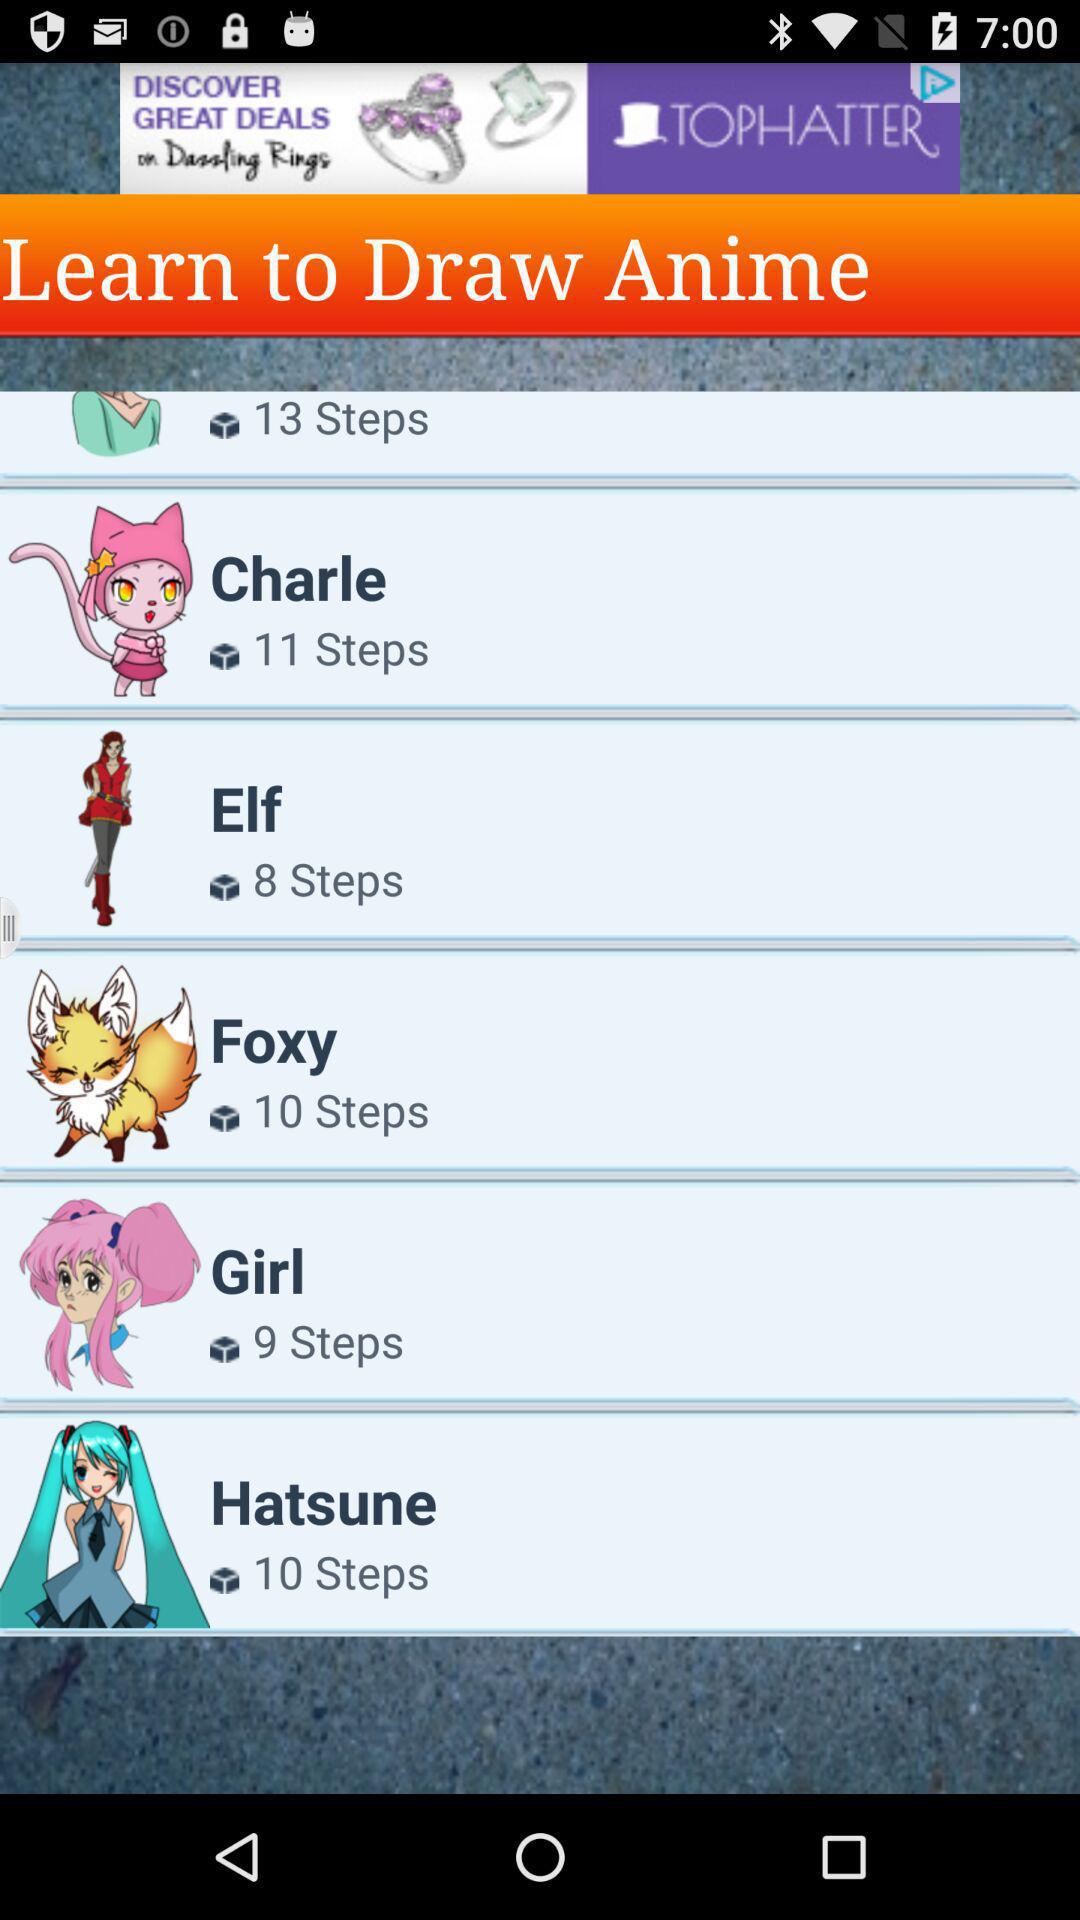 7:00
DISCOVER
GREAT DEALS
on Dazzling Rings
TOPHATTER
Learn to Draw Anime
13 Steps
Charle
11 Steps
Elf
8 Steps
Foxy
10 Steps
Girl
9 Steps
Hatsune
10 Steps